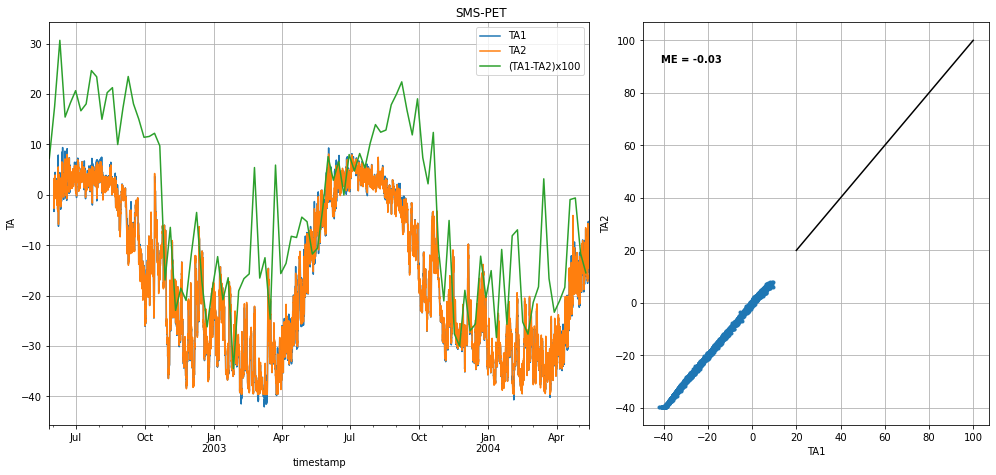 SMS-PET
TA1
TA2
(TA1-TA2)x100
30
20
10
0
−10
−20
−30
−40
TA
Jul
Oct
Jan
2003
Apr
Jul
Oct
Jan
2004
Apr
timestamp
ME = -0.03
100
80
60
40
20
0
−20
−40
TA2
−40
−20
0
20
40
60
80
100
TA1